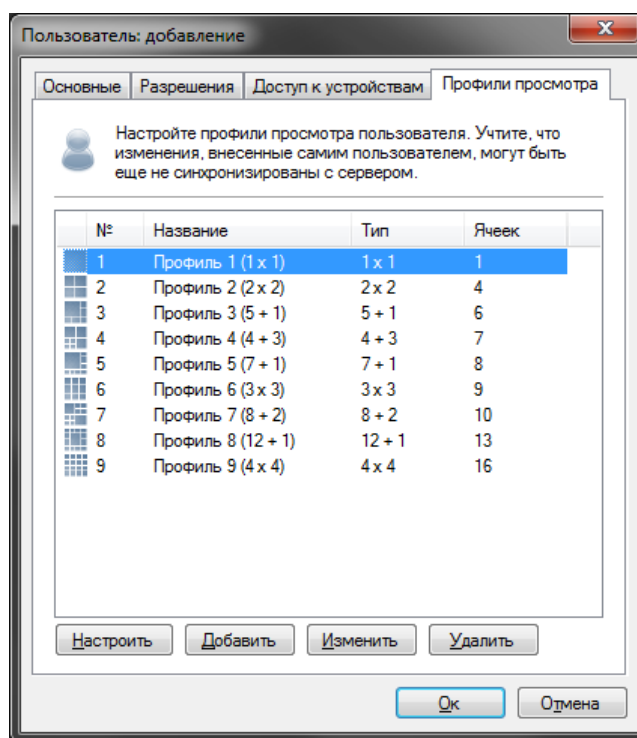 Пользователь: добавление
Основные Разрешения Доступ к устройствам Профили просмотра
Настройте профили просмотра пользователя. Учтите, что
изменения, внесенные самим пользователем, могут быть
еще не синхронизированы с сервером.
№ Название Тип Ячеек
1 Профиль 1 (1 x 1) 1 x 1 1
2 Профиль 2 (2 x 2) 2 x 2 4
3 Профиль 3 (5 + 1) 5 + 1 6
4 Профиль 4 (4 + 3) 4 + 3 7
5 Профиль 5 (7 + 1) 7 + 1 8
6 Профиль 6 (3 x 3) 3 x 3 9
7 Профиль 7 (8 + 2) 8 + 2 10
8 Профиль 8 (12 + 1) 12 + 1 13
9 Профиль 9 (4 x 4) 4 x 4 16
Настроить Добавить Изменить Удалить
Ок Отмена